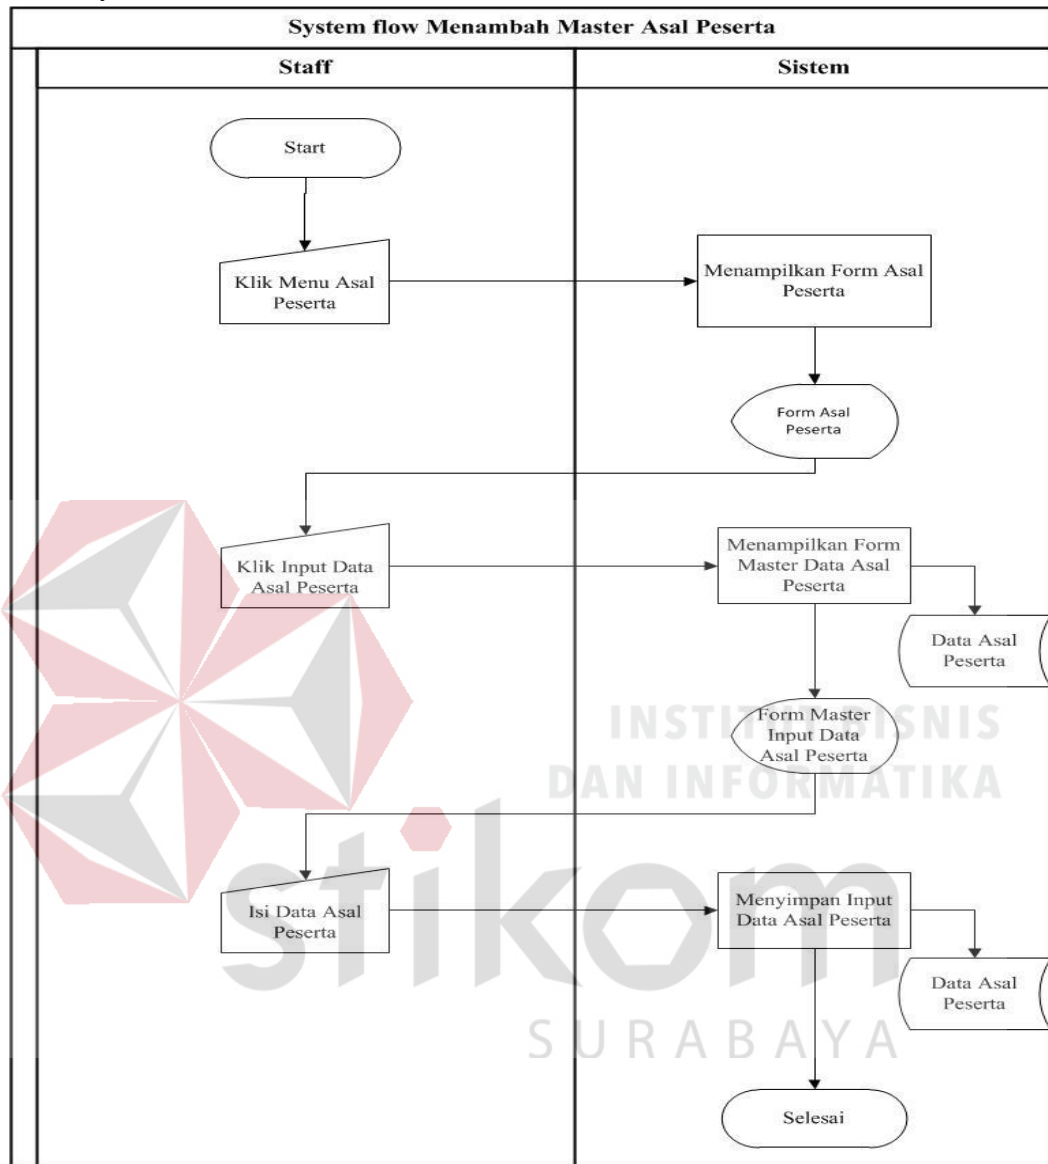 System flow Menambah Master Asal Peserta
Staff
Sistem
Start
Klik Menu Asal
Peserta
Menampilkan Form Asal
Peserta
Form Asal
Peserta
Klik Input Data
Asal Peserta
Menampilkan Form
Master Data Asal
Peserta
Data Asal
Peserta
Form Master
Input Data
Asal Peserta
INSTITUT BISNIS
DAN INFORMATIKA
stikom
SURABAYA
Isi Data Asal
Peserta
Menyimpan Input
Data Asal Peserta
Data Asal
Peserta
Selesai